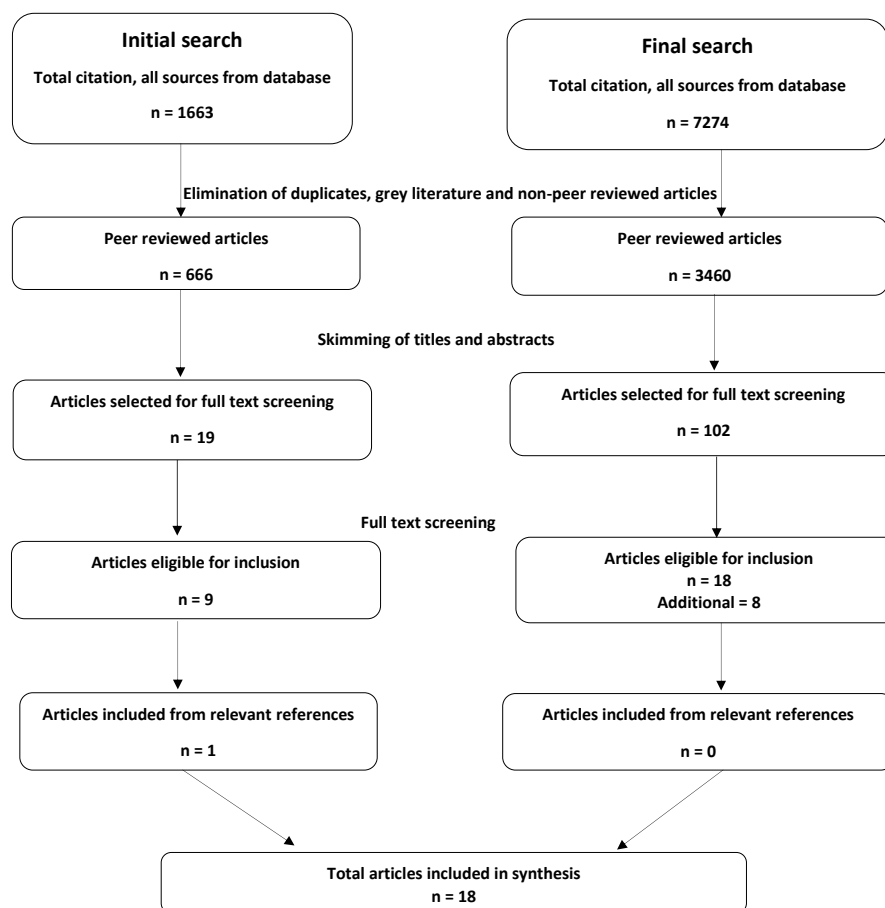 Initial search
Total citation, all sources from database
n = 1663
Final search
Total citation, all sources from database
n = 7274
Elimination of duplicates, grey literature and non-peer reviewed articles
Peer reviewed articles
n = 666
Peer reviewed articles
n = 3460
Skimming of titles and abstracts
Articles selected for full text screening
n = 19
Articles selected for full text screening
n = 102
Full text screening
Articles eligible for inclusion
n = 9
Articles eligible for inclusion
n = 18
Additional = 8
Articles included from relevant references
n = 1
Articles included from relevant references
n = 0
Total articles included in synthesis
n = 18